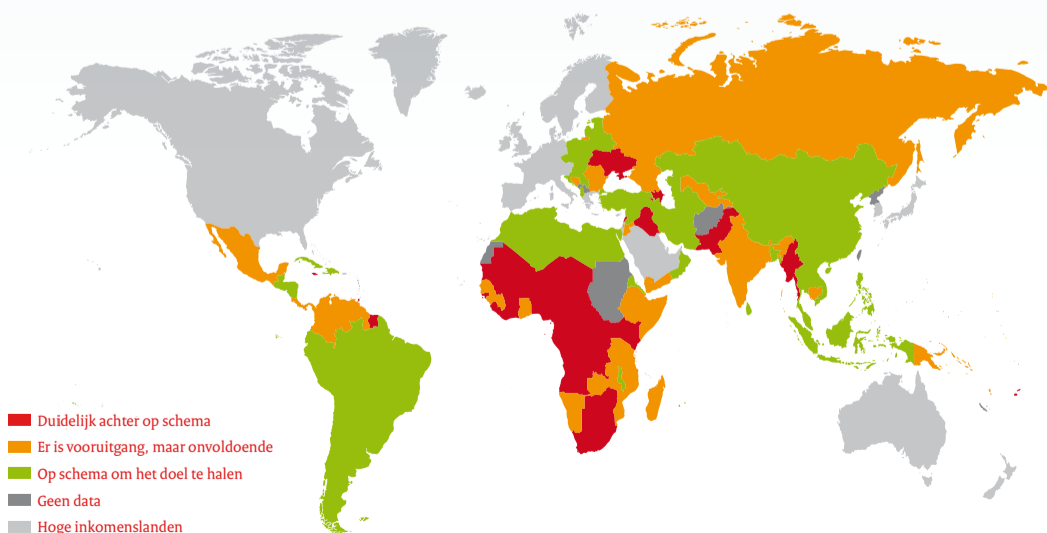 Duidelijk achter op schema
Er is vooruitgang, maar onvoldoende
Op schema om het doel te halen
Geen data
Hoge inkomenslanden